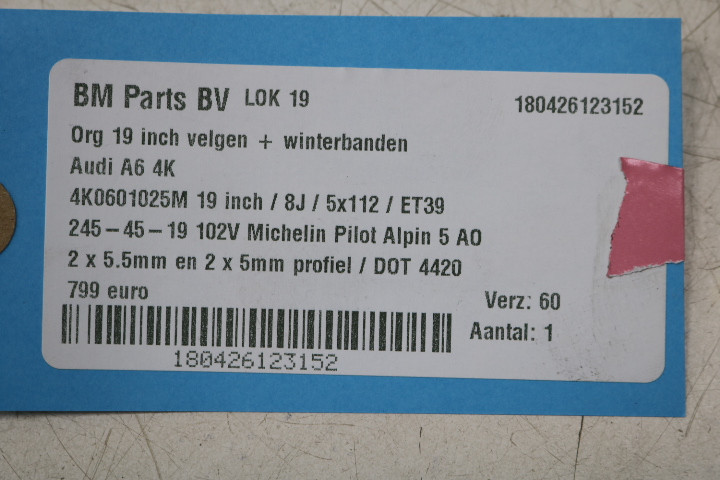 BM Parts BV LOK 19 180426123152
Org 19 inch velgen + winterbanden
Audi A6 4K
4K0601025M 19 inch / 8J / 5x112 / ET39
245-45-19 102V Michelin Pilot Alpin 5 AO
2 x 5.5mm en 2 x 5mm profiel / DOT 4420
799 euro Verz: 60
Aantal: 1
180426123152